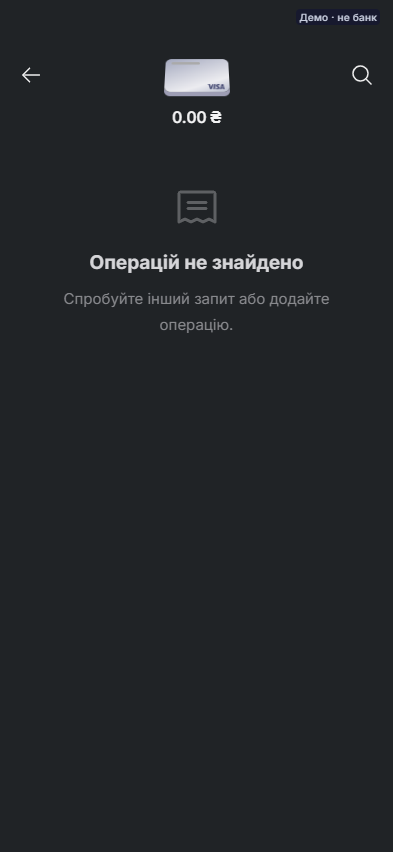 Демо · не банк
VISA
0.00 ₴
Операцій не знайдено
Спробуйте інший запит або додайте
операцію.